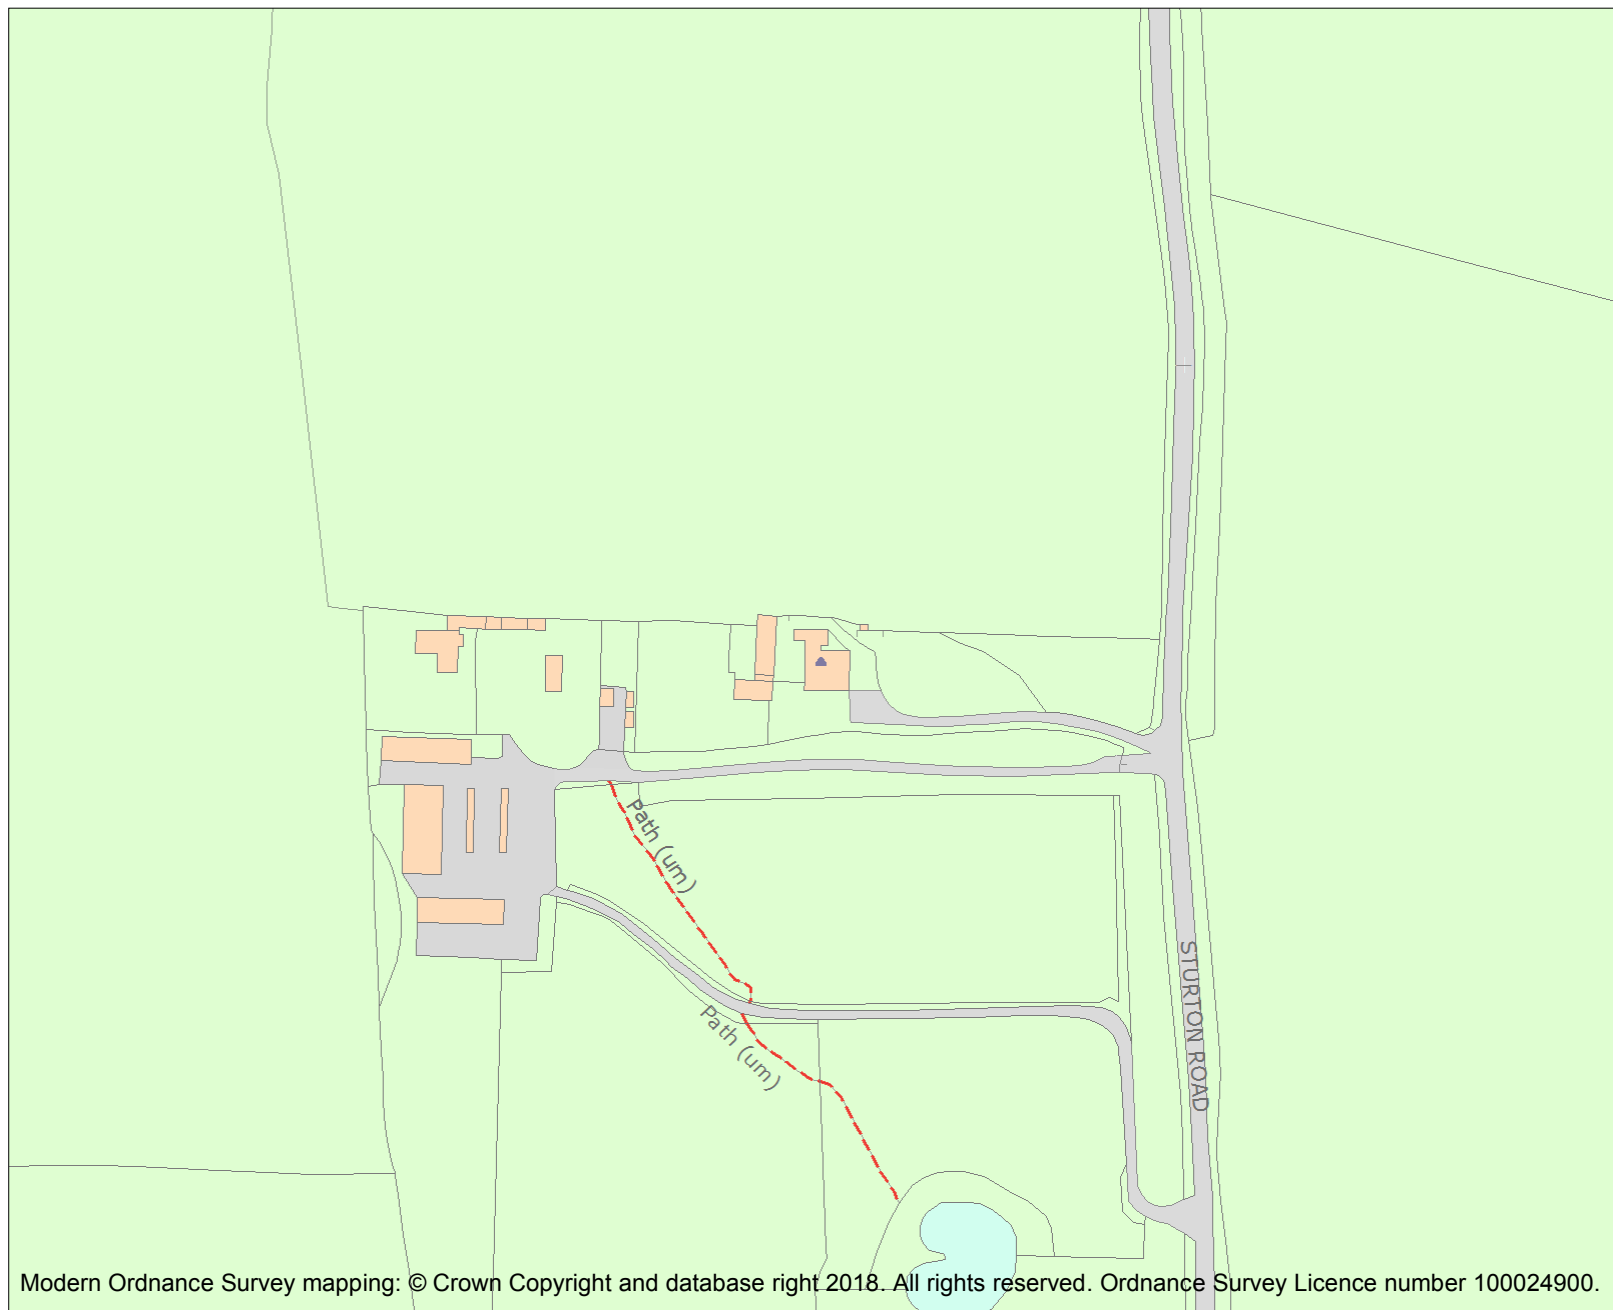 Path (um)
STURTON ROAD
Path (um)
Modern Ordnance Survey mapping: © Crown Copyright and database right 2018. All rights reserved. Ordnance Survey Licence number 100024900.